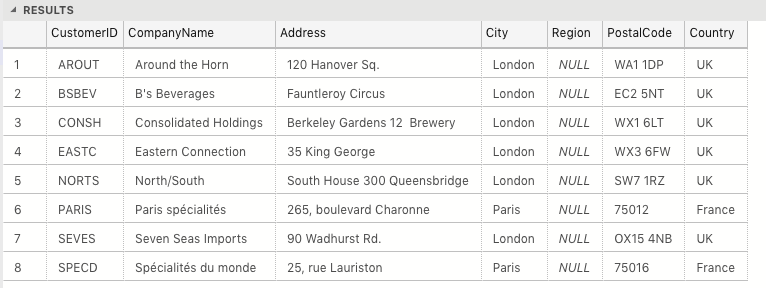 RESULTS
CustomerID CompanyName Address City Region PostalCode Country
1 AROUT Around the Horn 120 Hanover Sq. London NULL WA1 1DP UK
2 BSBEV B's Beverages Fauntleroy Circus London NULL EC2 5NT UK
3 CONSH Consolidated Holdings Berkeley Gardens 12  Brewery London NULL WX1 6LT UK
4 EASTC Eastern Connection 35 King George London NULL WX3 6FW UK
5 NORTS North/South South House 300 Queensbridge London NULL SW7 1RZ UK
6 PARIS Paris spécialités 265, boulevard Charonne Paris NULL 75012 France
7 SEVES Seven Seas Imports 90 Wadhurst Rd. London NULL OX15 4NB UK
8 SPECD Spécialités du monde 25, rue Lauriston Paris NULL 75016 France